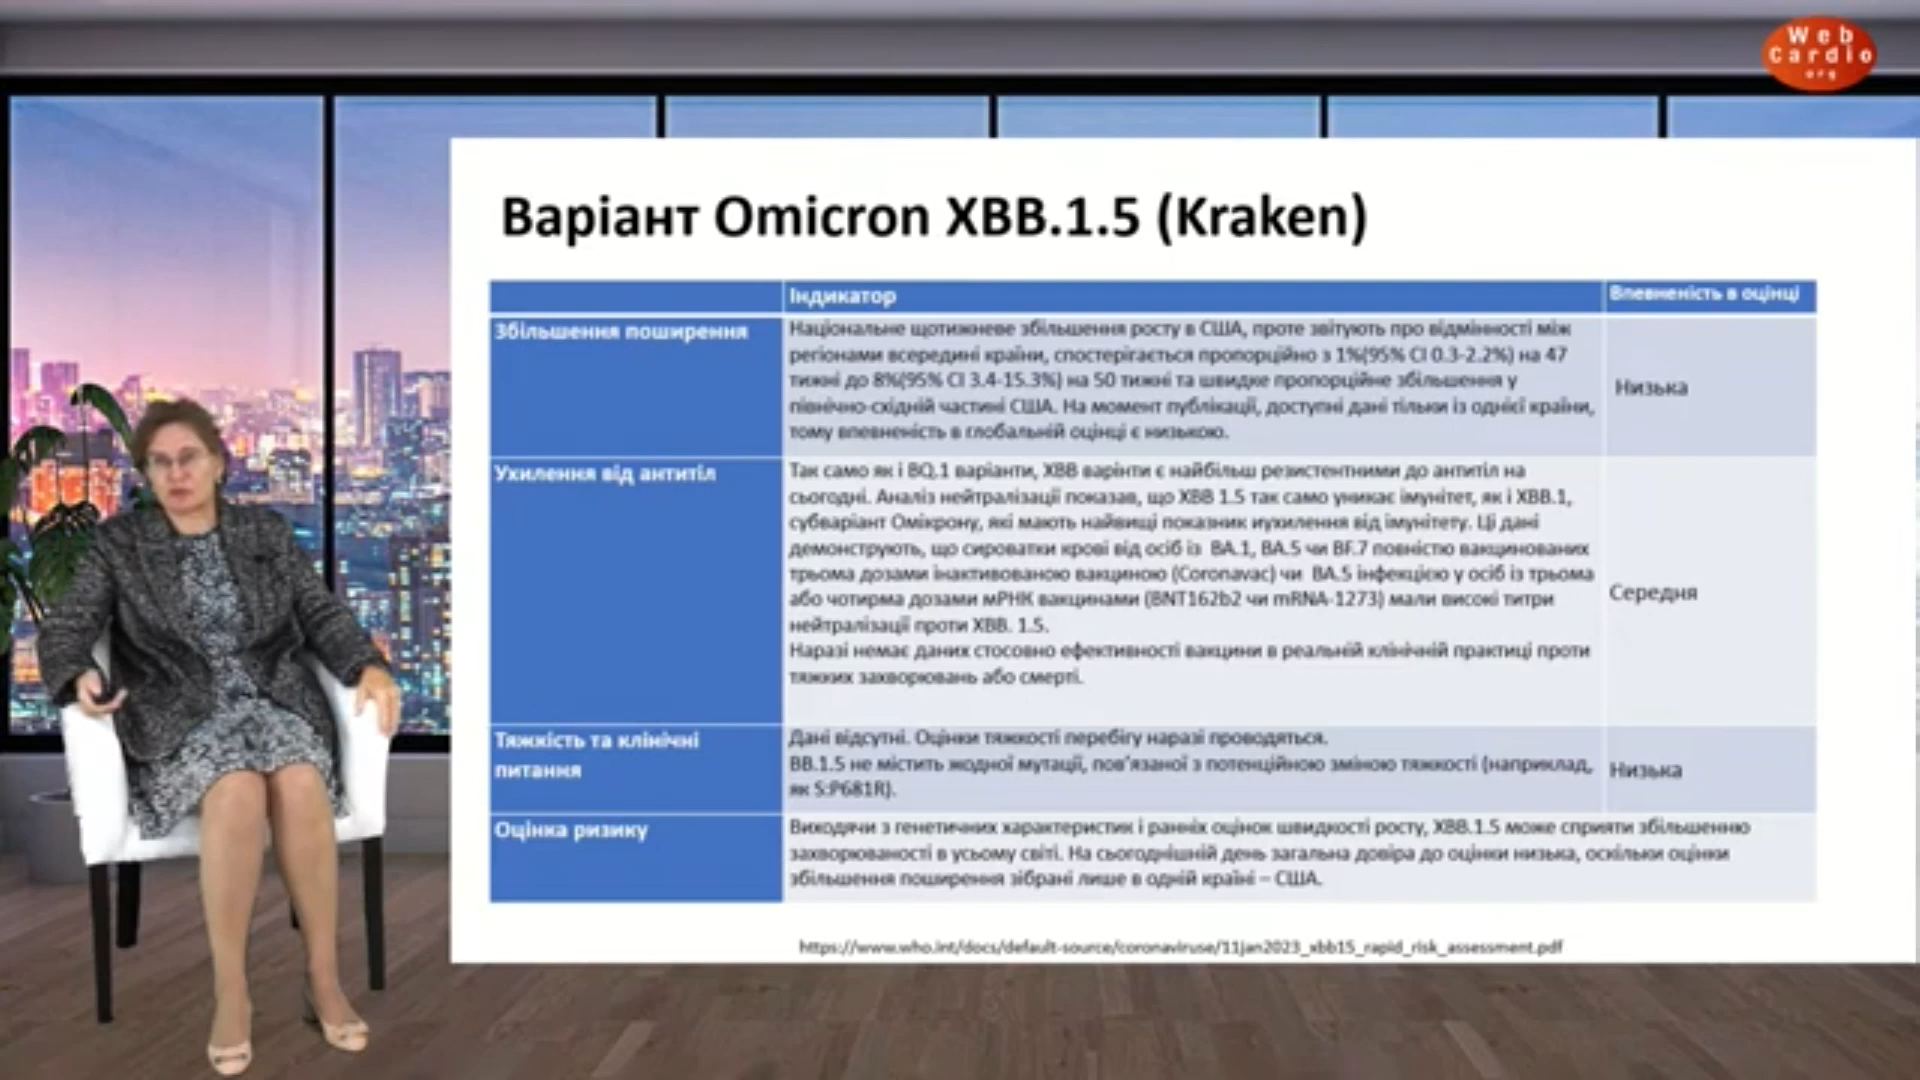 Web
Cardio
org
Варіант Omicron XBB.1.5 (Kraken)
Індикатор
Впевненість в оцінці
Збільшення поширення
Національне щотижневе збільшення росту в США, проте звітують про відмінності між
регіонами всередині країни, спостерігається пропорційно з 1%(95% СІ 0.3-2.2%) на 47
тижні до 8%(95% СІ 3.4-15.3%) на 50 тижні та швидке пропорційне збільшення у
північно-східній частині США. На момент публікації, доступні дані тільки із однієї країни,
тому впевненість в глобальній оцінці є низькою.
Низька
Ухилення від антитіл
Так само як і BQ.1 варіанти, XBB варінти є найбільш резистентними до антитіл на
сьогодні. Аналіз нейтралізації показав, що XBB 1.5 так само уникає імунітет, як і XBB.1,
субваріант Омікрону, які мають найвищі показник иухилення від імунітету. Ці дані
демонструють, що сироватки крові від осіб із BA.1, BA.5 чи BF.7 повністю вакцинованих
трьома дозами інактивованою вакциною (Coronavac) чи BA.5 інфекцією у осіб із трьома
або чотирма дозами мРНК вакцинами (BNT162b2 чи mRNA-1273) мали високі титри
нейтралізації проти XBB. 1.5.
Наразі немає даних стосовно ефективності вакцини в реальній клінічній практиці проти
тяжких захворювань або смерті.
Середня
Тяжкість та клінічні
питання
Дані відсутні. Оцінки тяжкості перебігу наразі проводяться.
BB.1.5 не містить жодної мутації, пов'язаної з потенційною зміною тяжкості (наприклад,
як S:P681R).
Низька
Оцінка ризику
Виходячи з генетичних характеристик і ранніх оцінок швидкості росту, XBB.1.5 може сприяти збільшенню
захворюваності в усьому світі. На сьогоднішній день загальна довіра до оцінки низька, оскільки оцінки
збільшення поширення зібрані лише в одній країні – США.
https://www.who.int/docs/default-source/coronaviruse/11jan2023_xbb15_rapid_risk_assessment.pdf